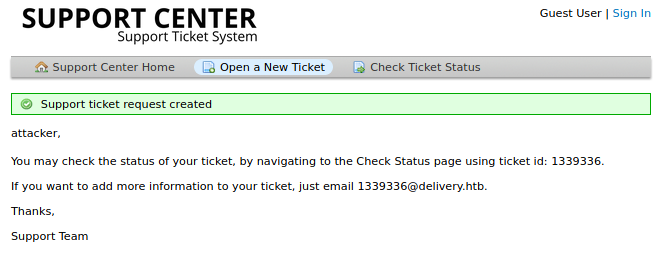 SUPPORT CENTER
Support Ticket System
Guest User | Sign In
Support Center Home Open a New Ticket Check Ticket Status
Support ticket request created
attacker,
You may check the status of your ticket, by navigating to the Check Status page using ticket id: 1339336.
If you want to add more information to your ticket, just email 1339336@delivery.htb.
Thanks,
Support Team